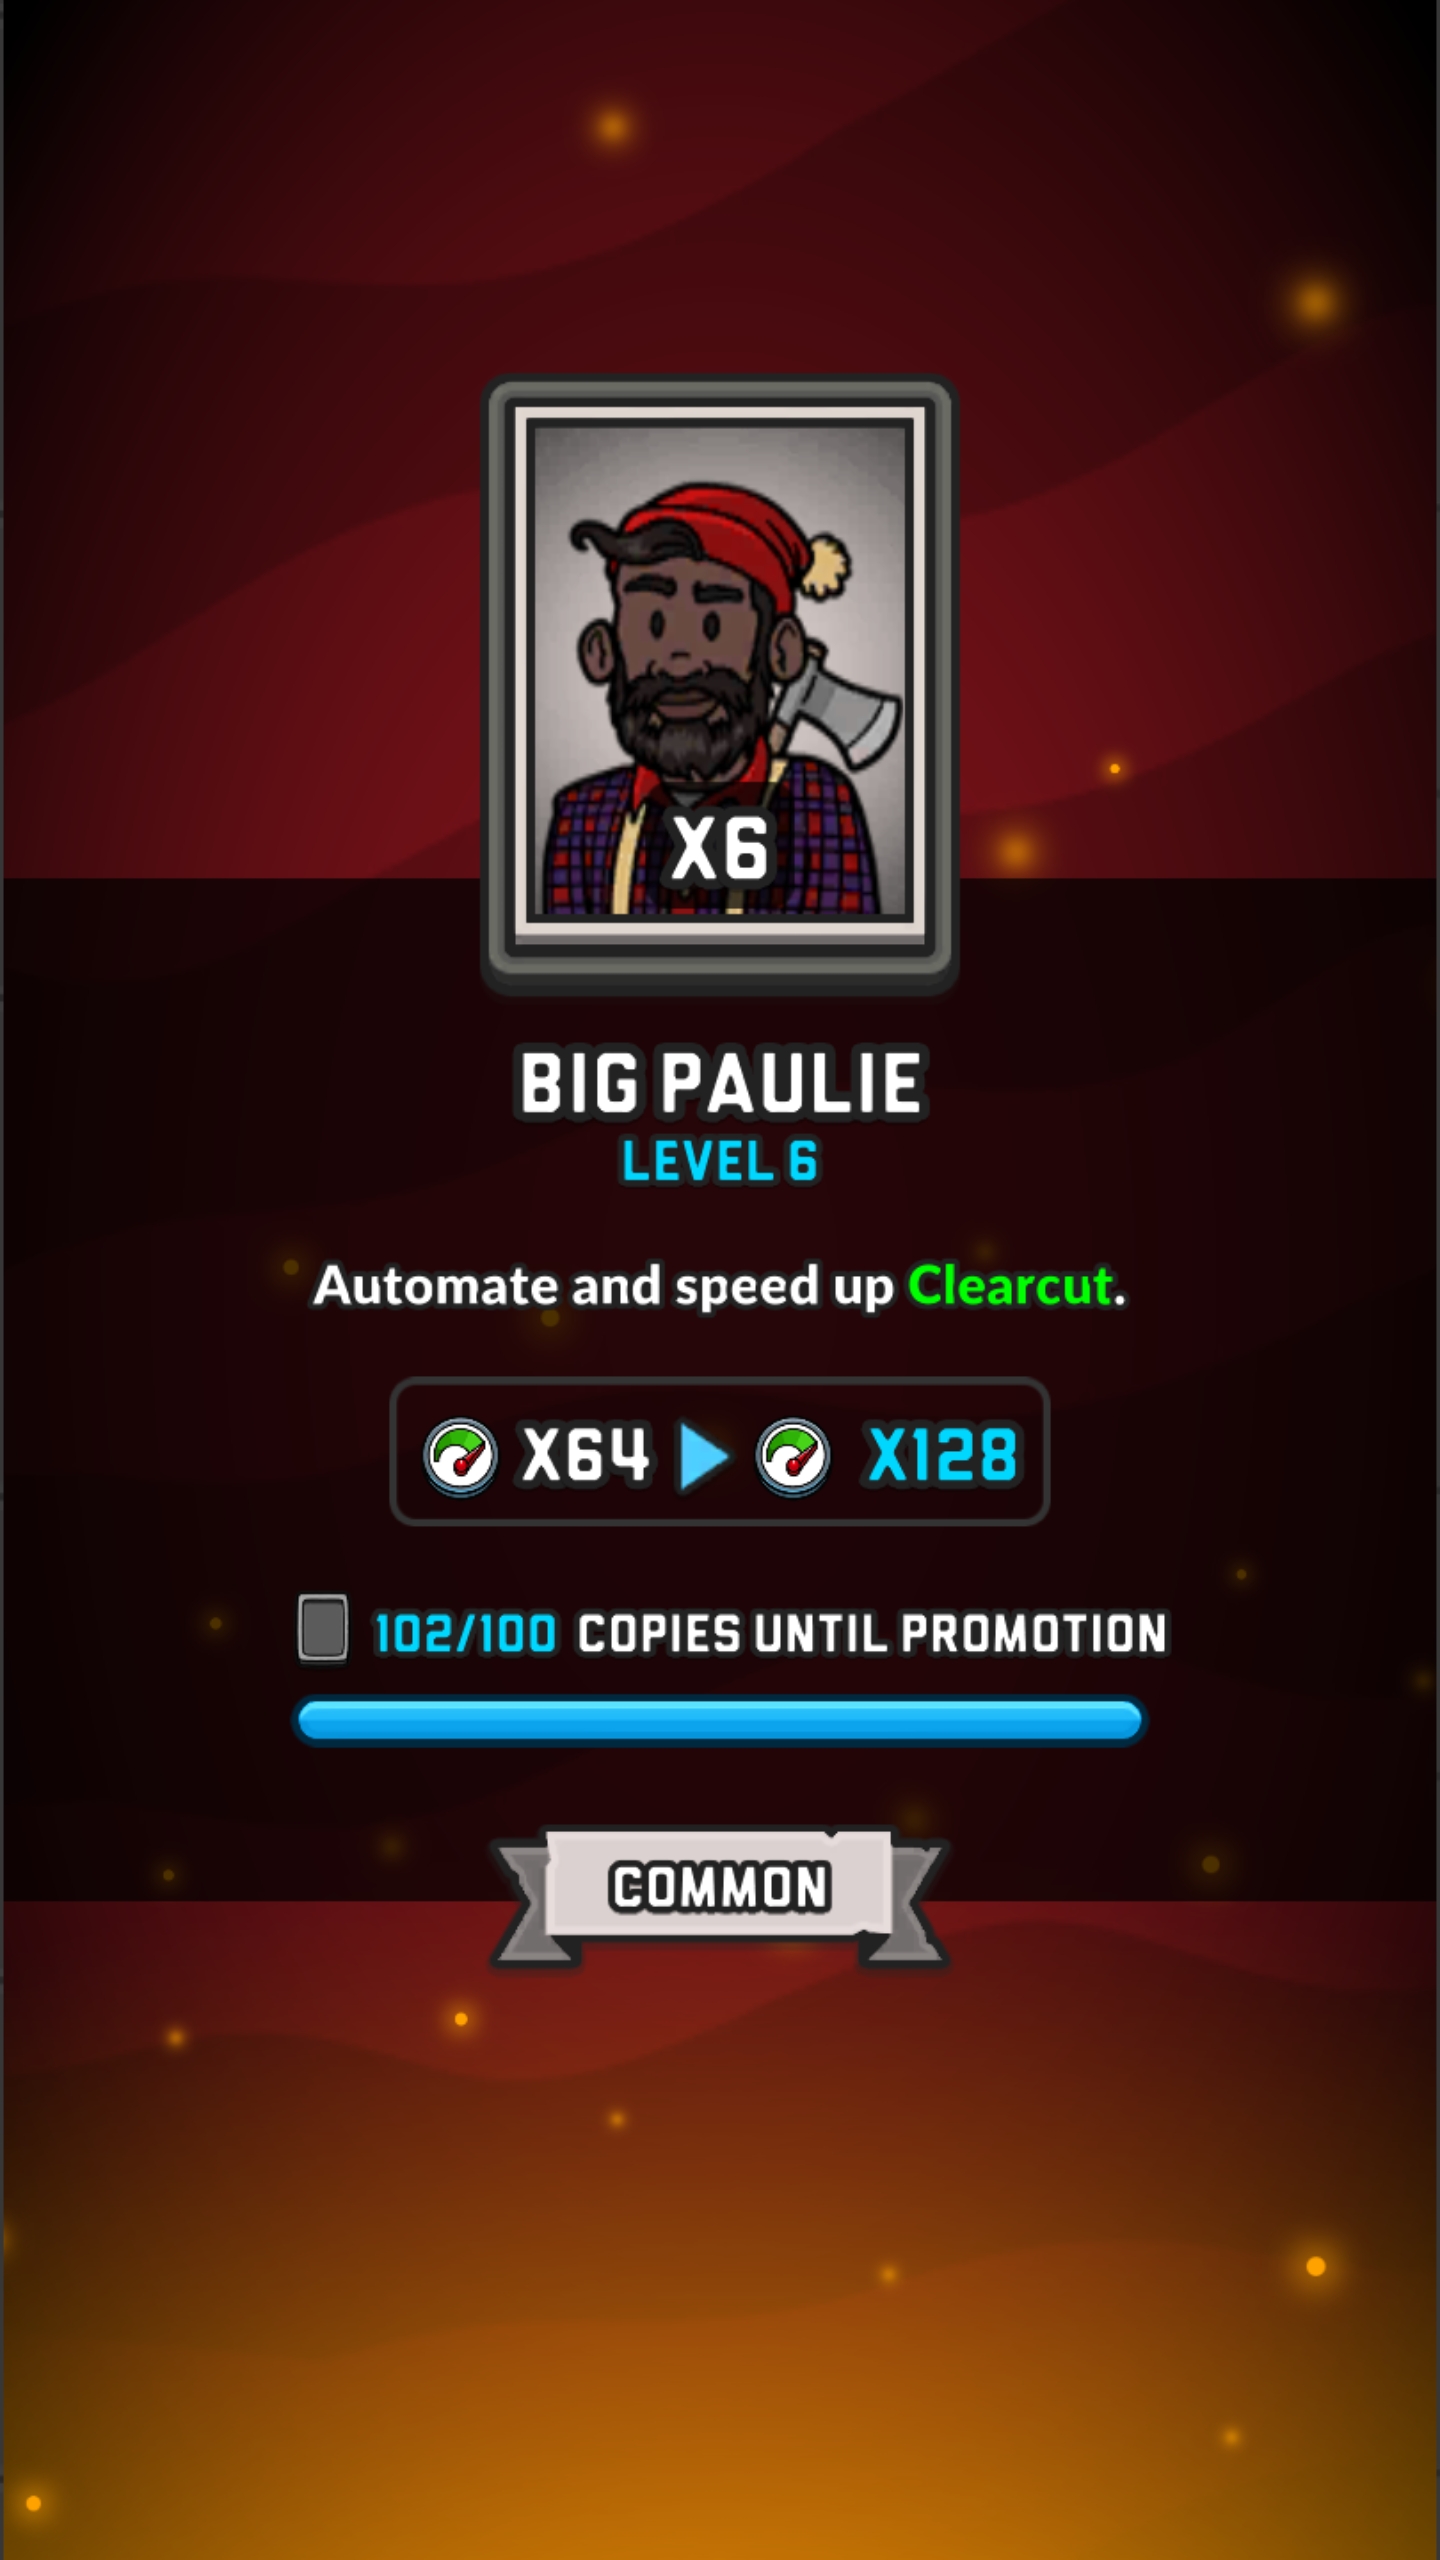 X6
BIG PAULIE
LEVEL 6
Automate and speed up Clearcut.
X64 X128
102/100 COPIES UNTIL PROMOTION
COMMON